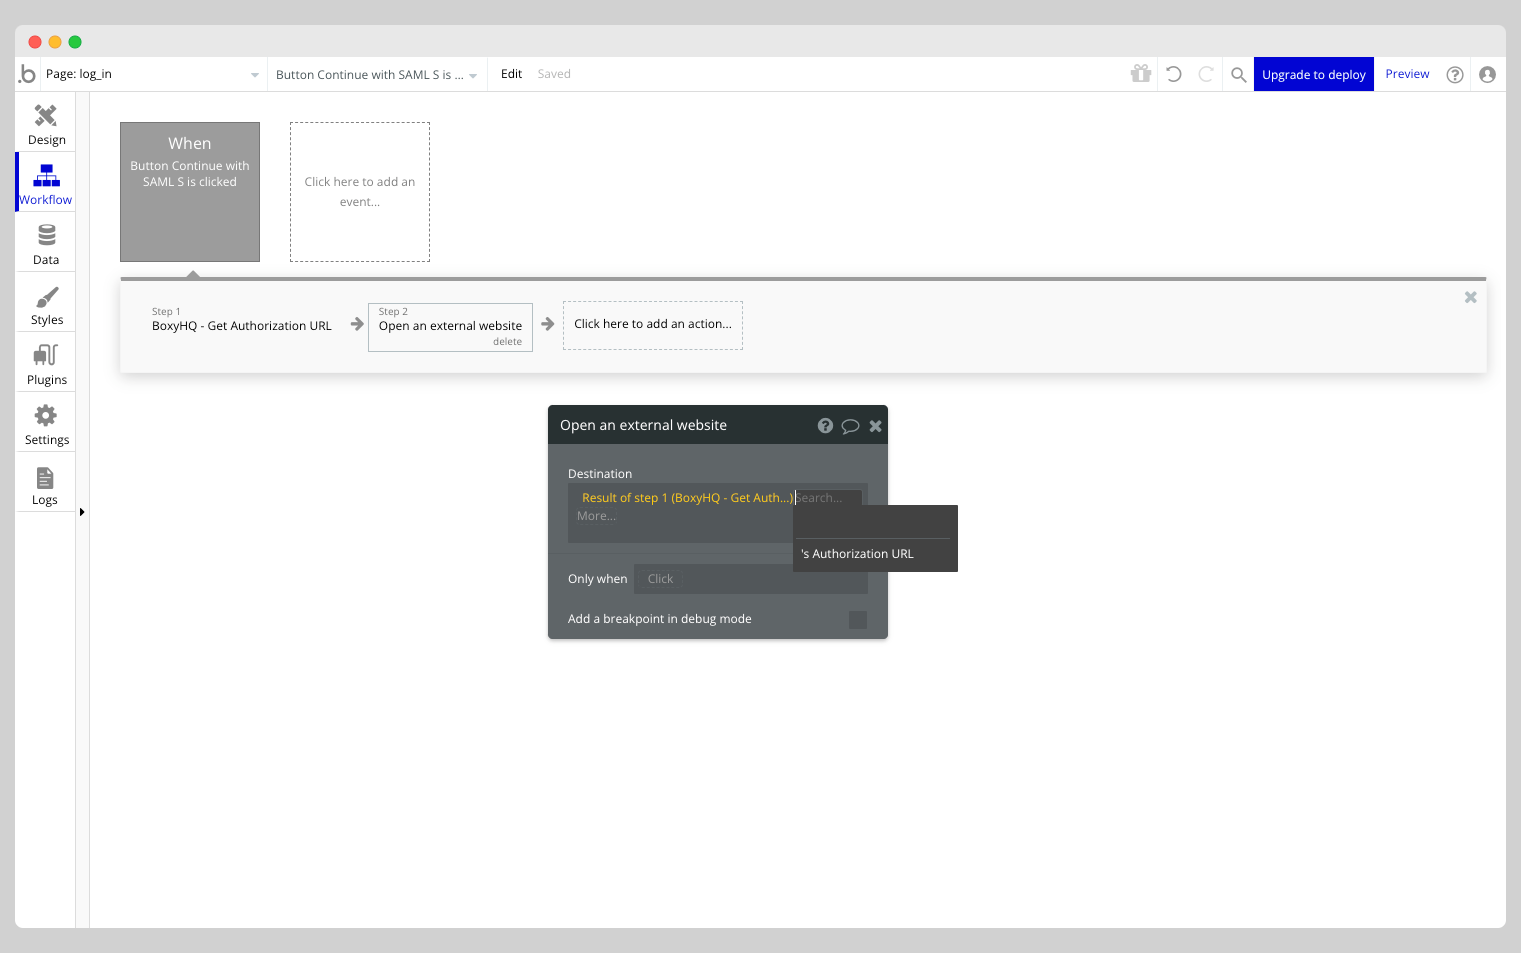 .b
Page: log_in
Button Continue with SAML S is ...
Edit
Saved
Upgrade to deploy
Preview
Design
Workflow
Data
Styles
Plugins
Settings
Logs
When
Button Continue with
SAML S is clicked
Click here to add an
event...
Step 1
BoxyHQ - Get Authorization URL
Step 2
Open an external website
delete
Click here to add an action...
Open an external website
Destination
Result of step 1 (BoxyHQ - Get Auth...) Search...
More...
's Authorization URL
Only when
Click
Add a breakpoint in debug mode